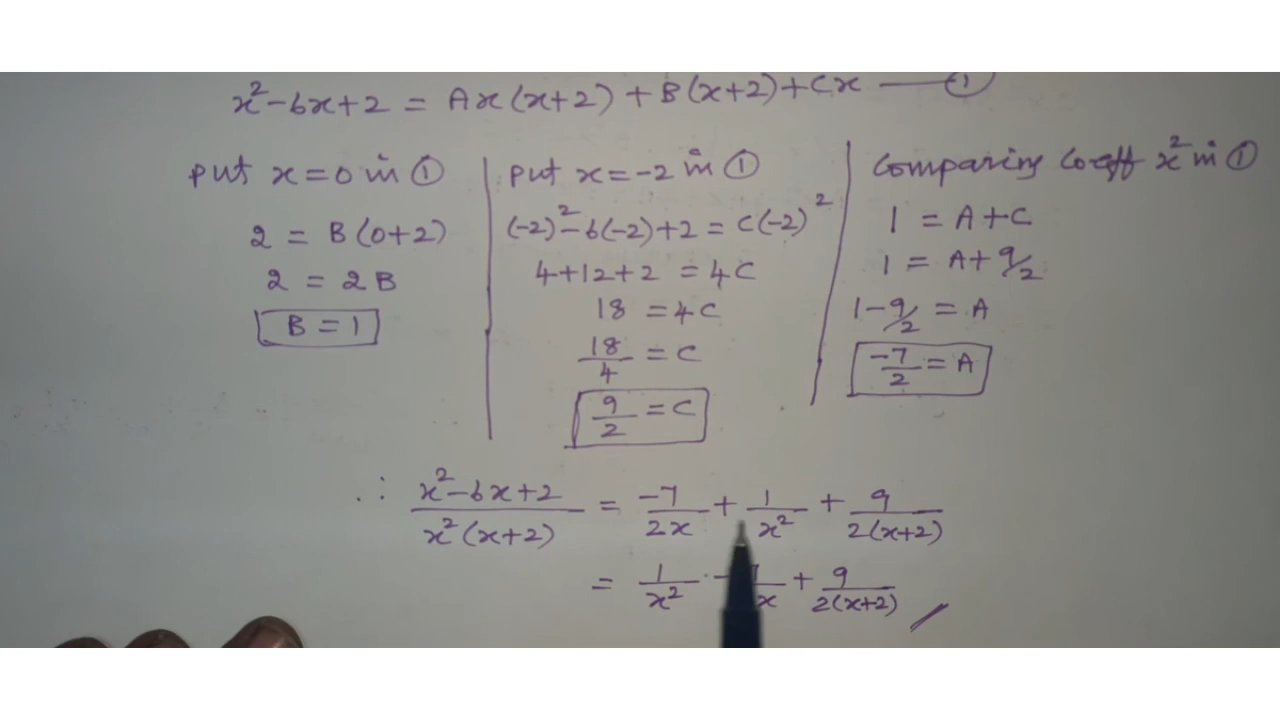 x²-6x+2 = Ax(x+2)+B(x+2)+Cx — ①
put x=0 in ①
2 = B(0+2)
2 = 2B
B=1
put x=-2 in ①
(-2)²-6(-2)+2 = C(-2)²
4+12+2 = 4C
18 = 4C
18/4 = C
9/2 = C
Comparing Coeff x² in ①
1 = A+C
1 = A+9/2
1-9/2 = A
-7/2 = A
∴ x²-6x+2/x²(x+2) = -7/2x + 1/x² + 9/2(x+2)
= 1/x² - x + 9/2(x+2)